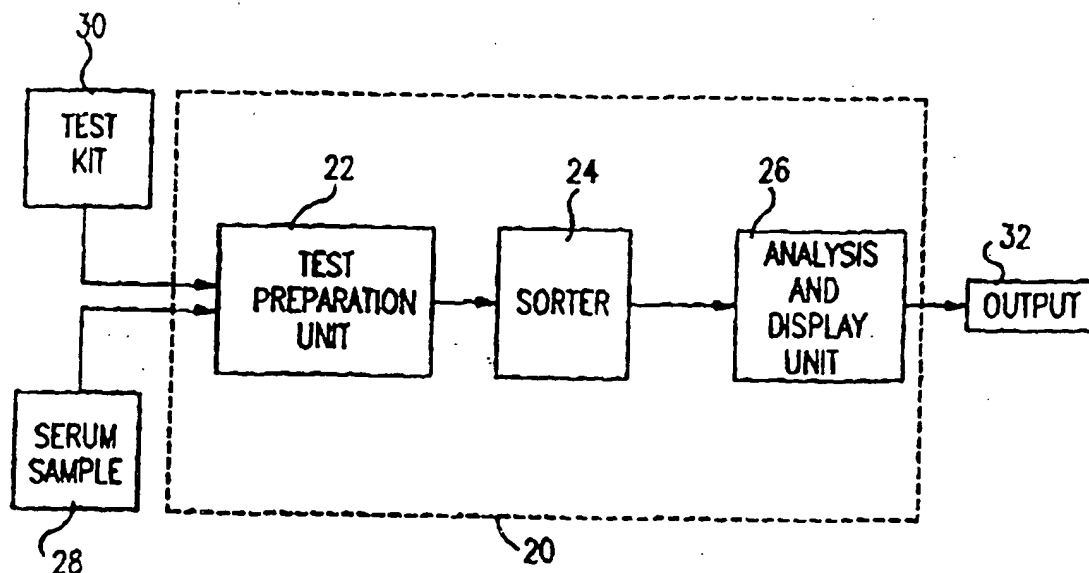 30
TEST
KIT
22
TEST
PREPARATION
UNIT
24
SORTER
26
ANALYSIS
AND
DISPLAY
UNIT
32
OUTPUT
SERUM
SAMPLE
28
20